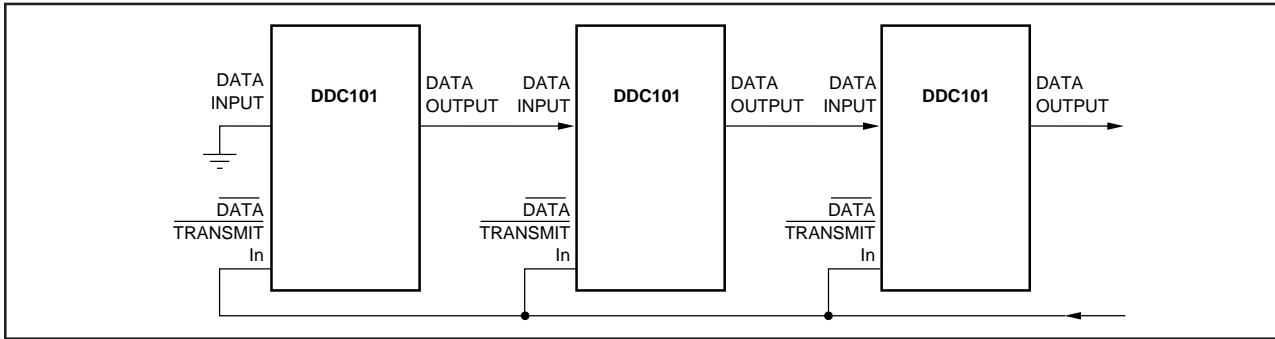 DATA
INPUT
DDC101
DATA
OUTPUT
DATA
INPUT
DDC101
DATA
OUTPUT
DATA
INPUT
DDC101
DATA
OUTPUT
DATA
TRANSMIT
In
DATA
TRANSMIT
In
DATA
TRANSMIT
In